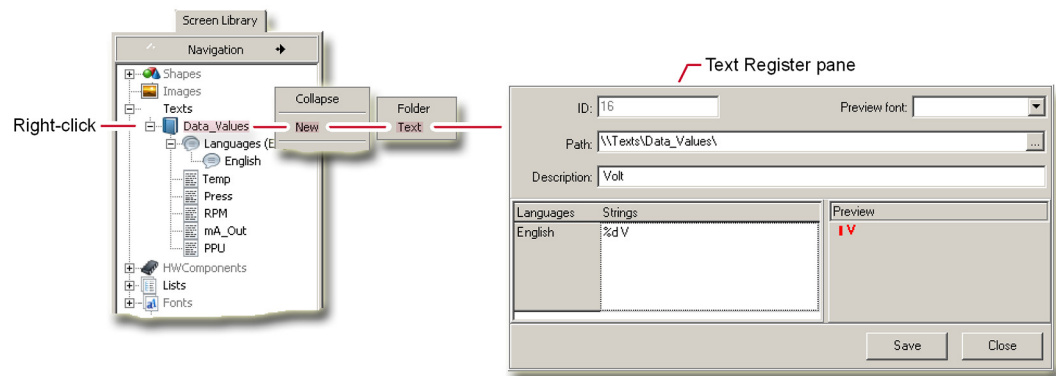 Screen Library
Navigation
Shapes
Images
Texts
Right-click
Data_Values
Languages (E
English
Temp
Press
RPM
mA_Out
PPU
HWComponents
Lists
Fonts
Collapse
New
Folder
Text
Text Register pane
ID: 16
Preview font:
Path: \\Texts\Data_Values\
...
Description: Volt
Languages Strings
Preview
English %d V
V
Save
Close